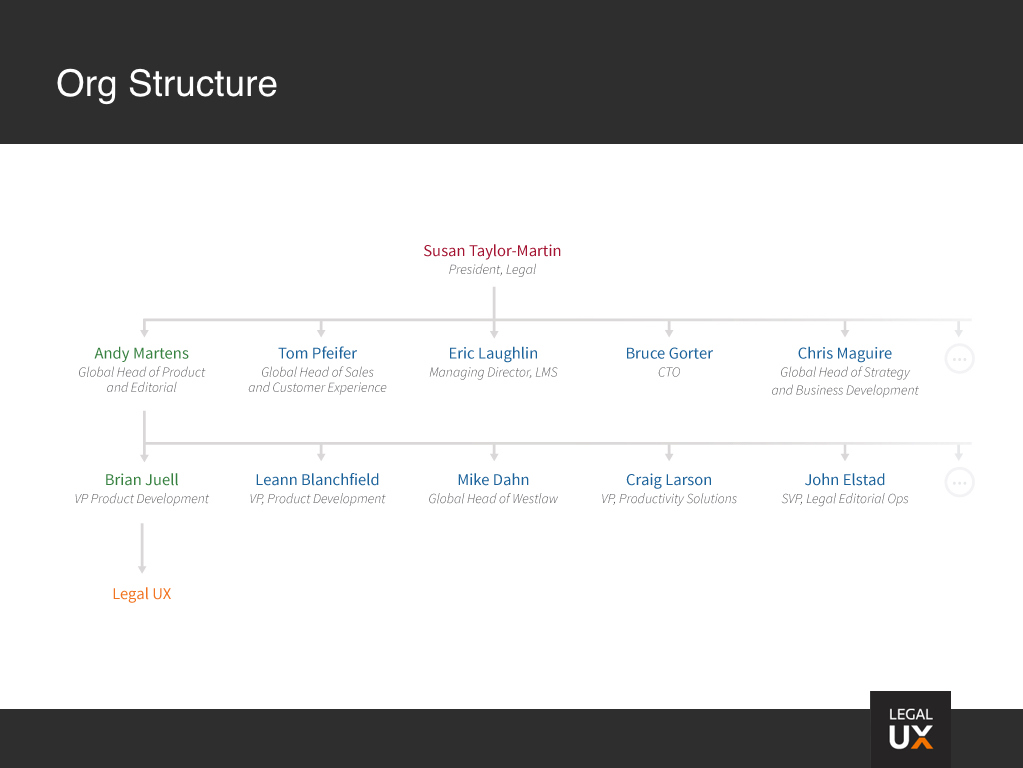 Org Structure
Susan Taylor-Martin
President, Legal
Andy Martens
Global Head of Product
and Editorial
Tom Pfeifer
Global Head of Sales
and Customer Experience
Eric Laughlin
Managing Director, LMS
Bruce Gorter
CTO
Chris Maguire
Global Head of Strategy
and Business Development
...
Brian Juell
VP Product Development
Leann Blanchfield
VP, Product Development
Mike Dahn
Global Head of Westlaw
Craig Larson
VP, Productivity Solutions
John Elstad
SVP, Legal Editorial Ops
...
Legal UX
LEGAL
UX